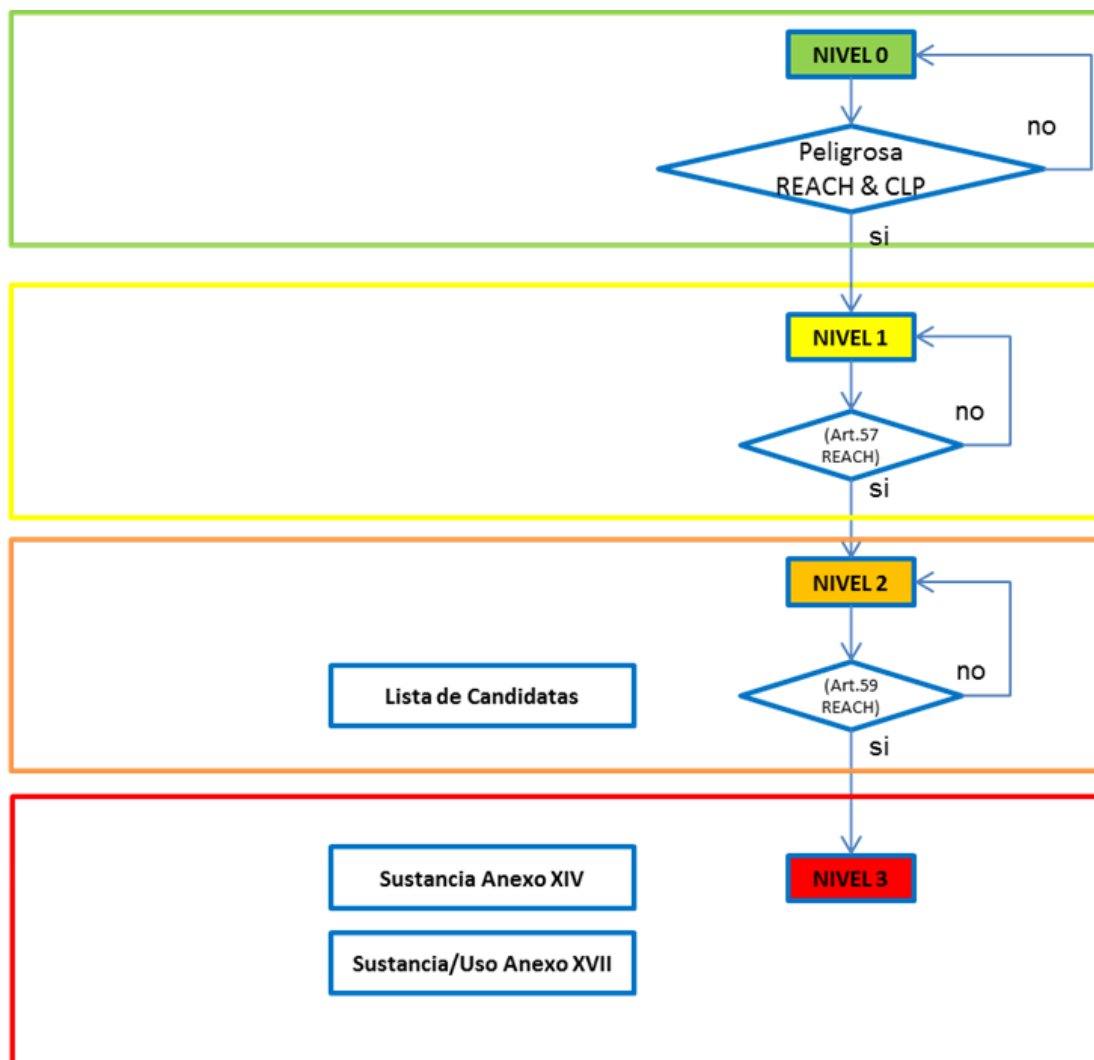 NIVEL 0
no
Peligrosa
REACH & CLP
si
NIVEL 1
no
(Art.57
REACH)
si
NIVEL 2
no
Lista de Candidatas
(Art.59
REACH)
si
Sustancia Anexo XIV
NIVEL 3
Sustancia/Uso Anexo XVII